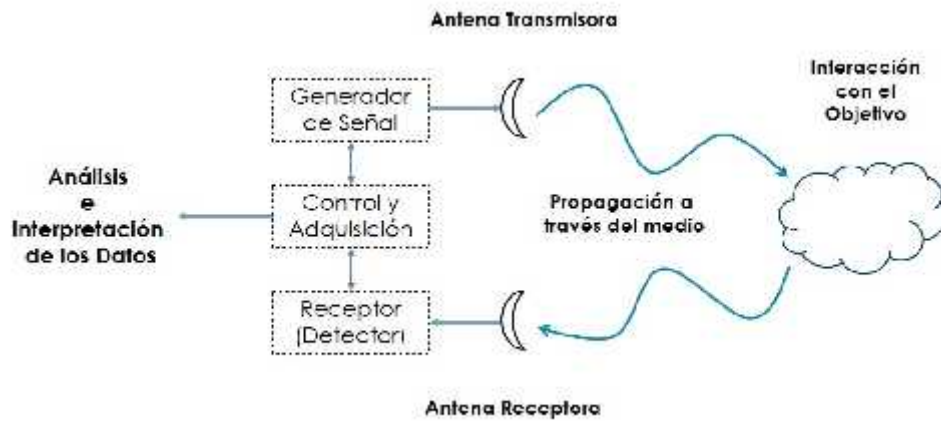 Antena Transmisora
Generador
de Señal
Interacción
con el
Objetivo
Análisis
e
Interpretación
de los Datos
Control y
Adquisición
Propagación a
través del medio
Receptor
(Detector)
Antena Receptora